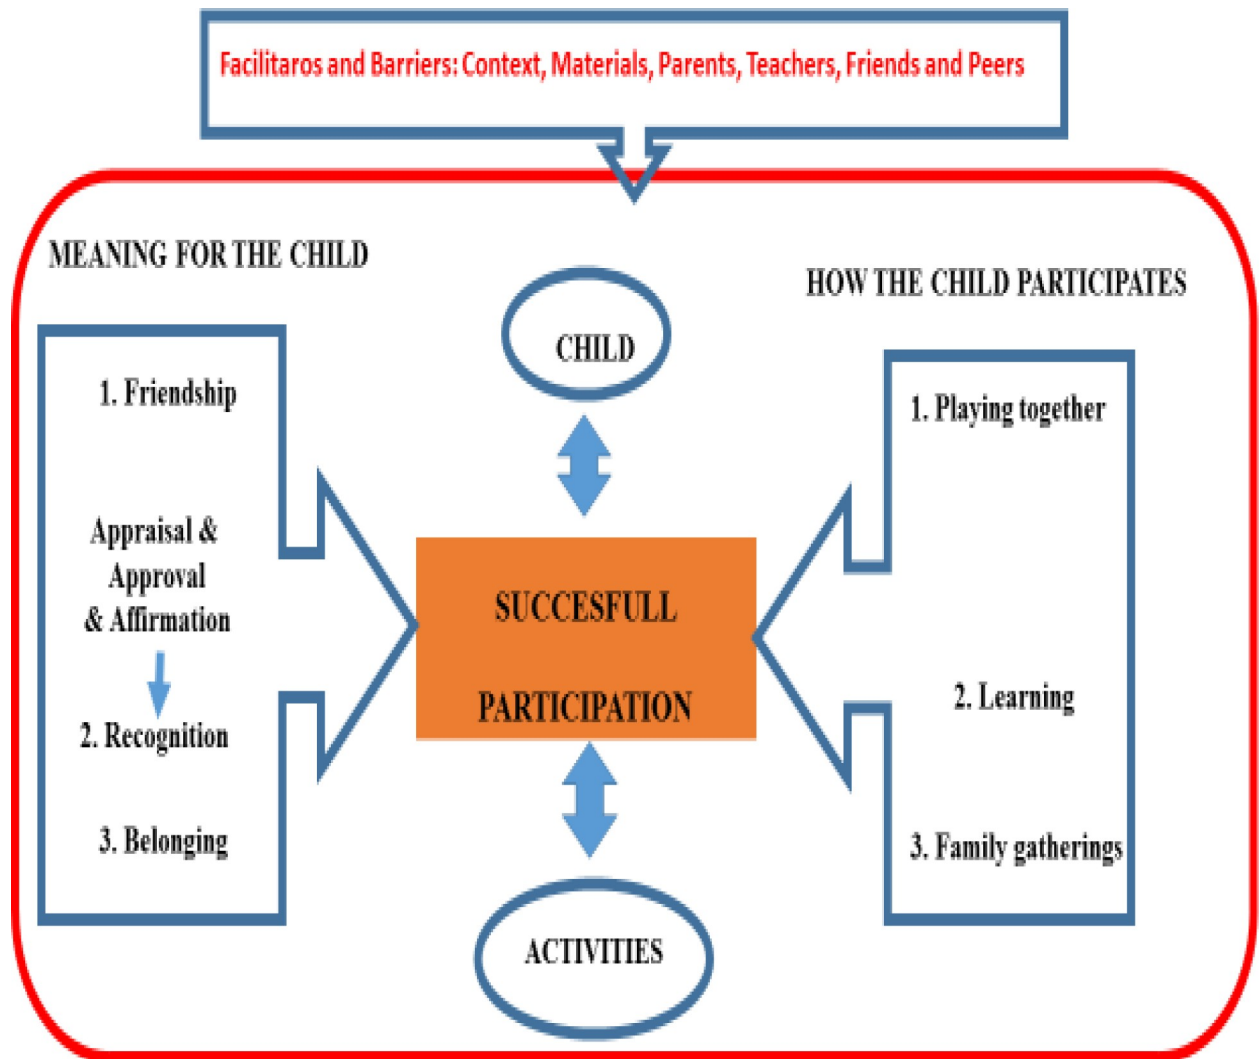 Facilitaros and Barriers: Context, Materials, Parents, Teachers, Friends and Peers
MEANING FOR THE CHILD
1. Friendship
Appraisal &
Approval
& Affirmation
2. Recognition
3. Belonging
CHILD
SUCCESFULL
PARTICIPATION
ACTIVITIES
HOW THE CHILD PARTICIPATES
1. Playing together
2. Learning
3. Family gatherings